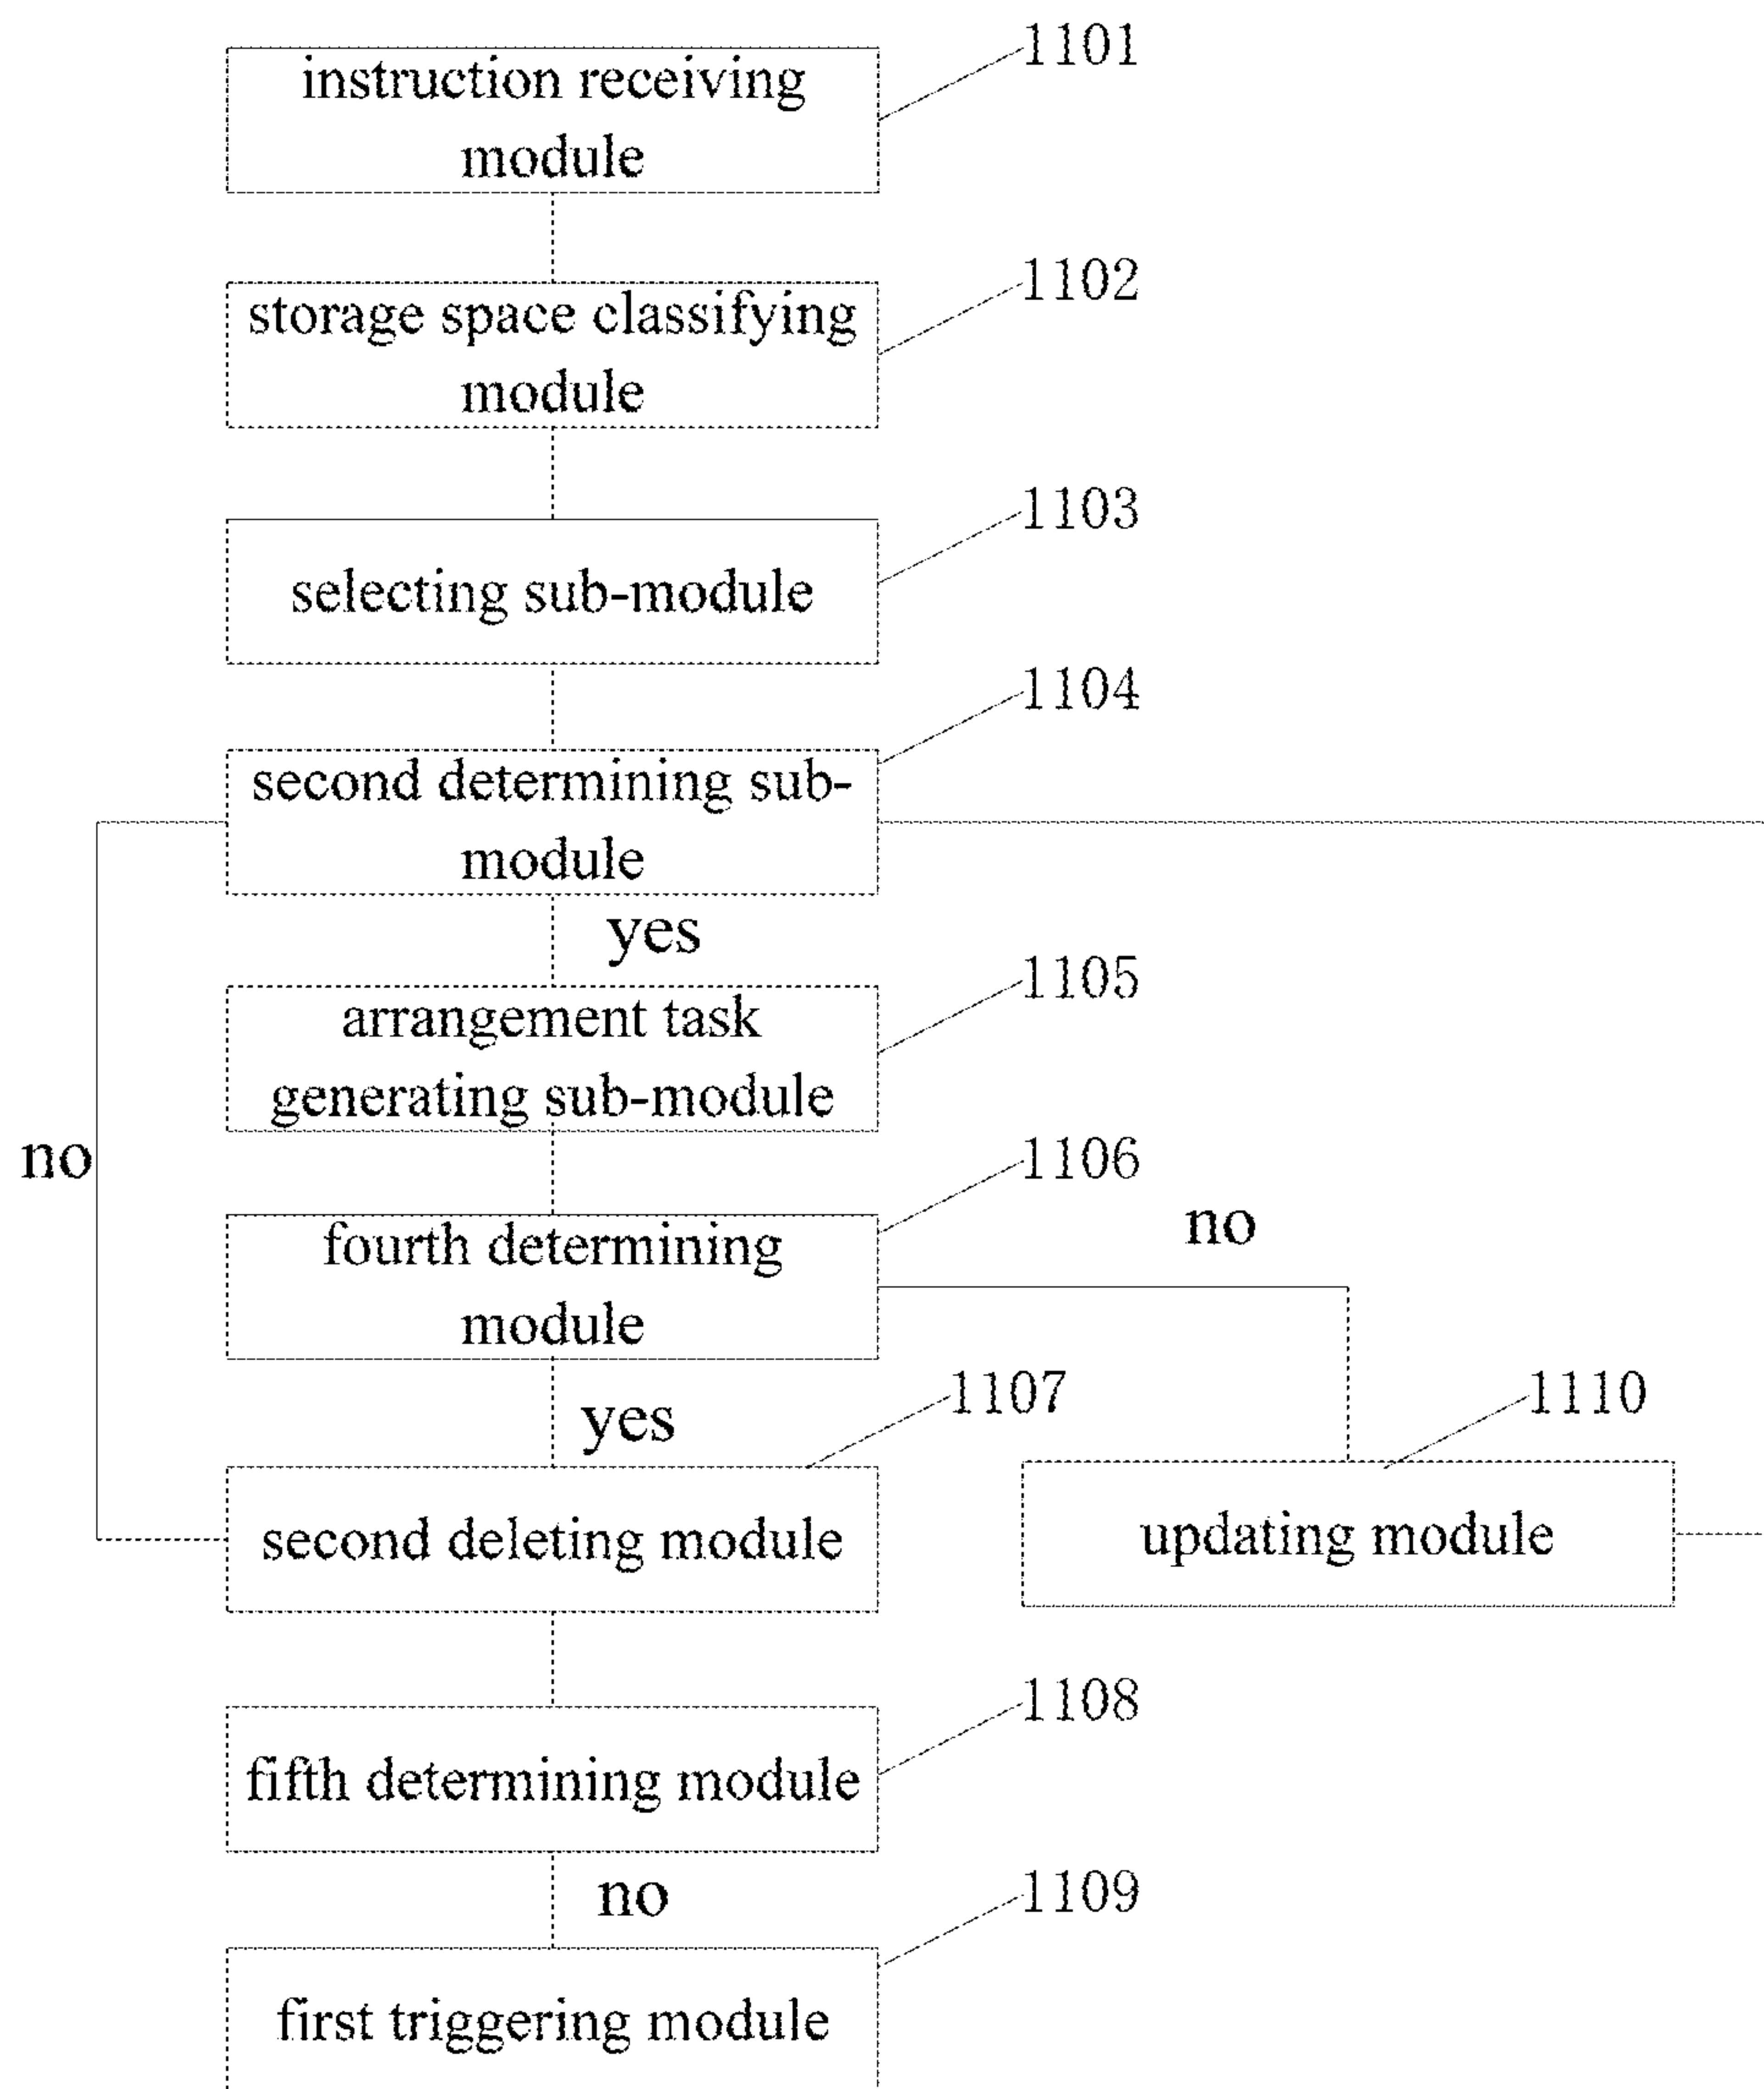 1101
instruction receiving
module
1102
storage space classifying
module
1103
selecting sub-module
1104
second determining sub-
module
yes
1105
arrangement task
generating sub-module
no
1106
fourth determining
module
no
yes
1107
1110
second deleting module
updating module
1108
fifth determining module
no
1109
first triggering module